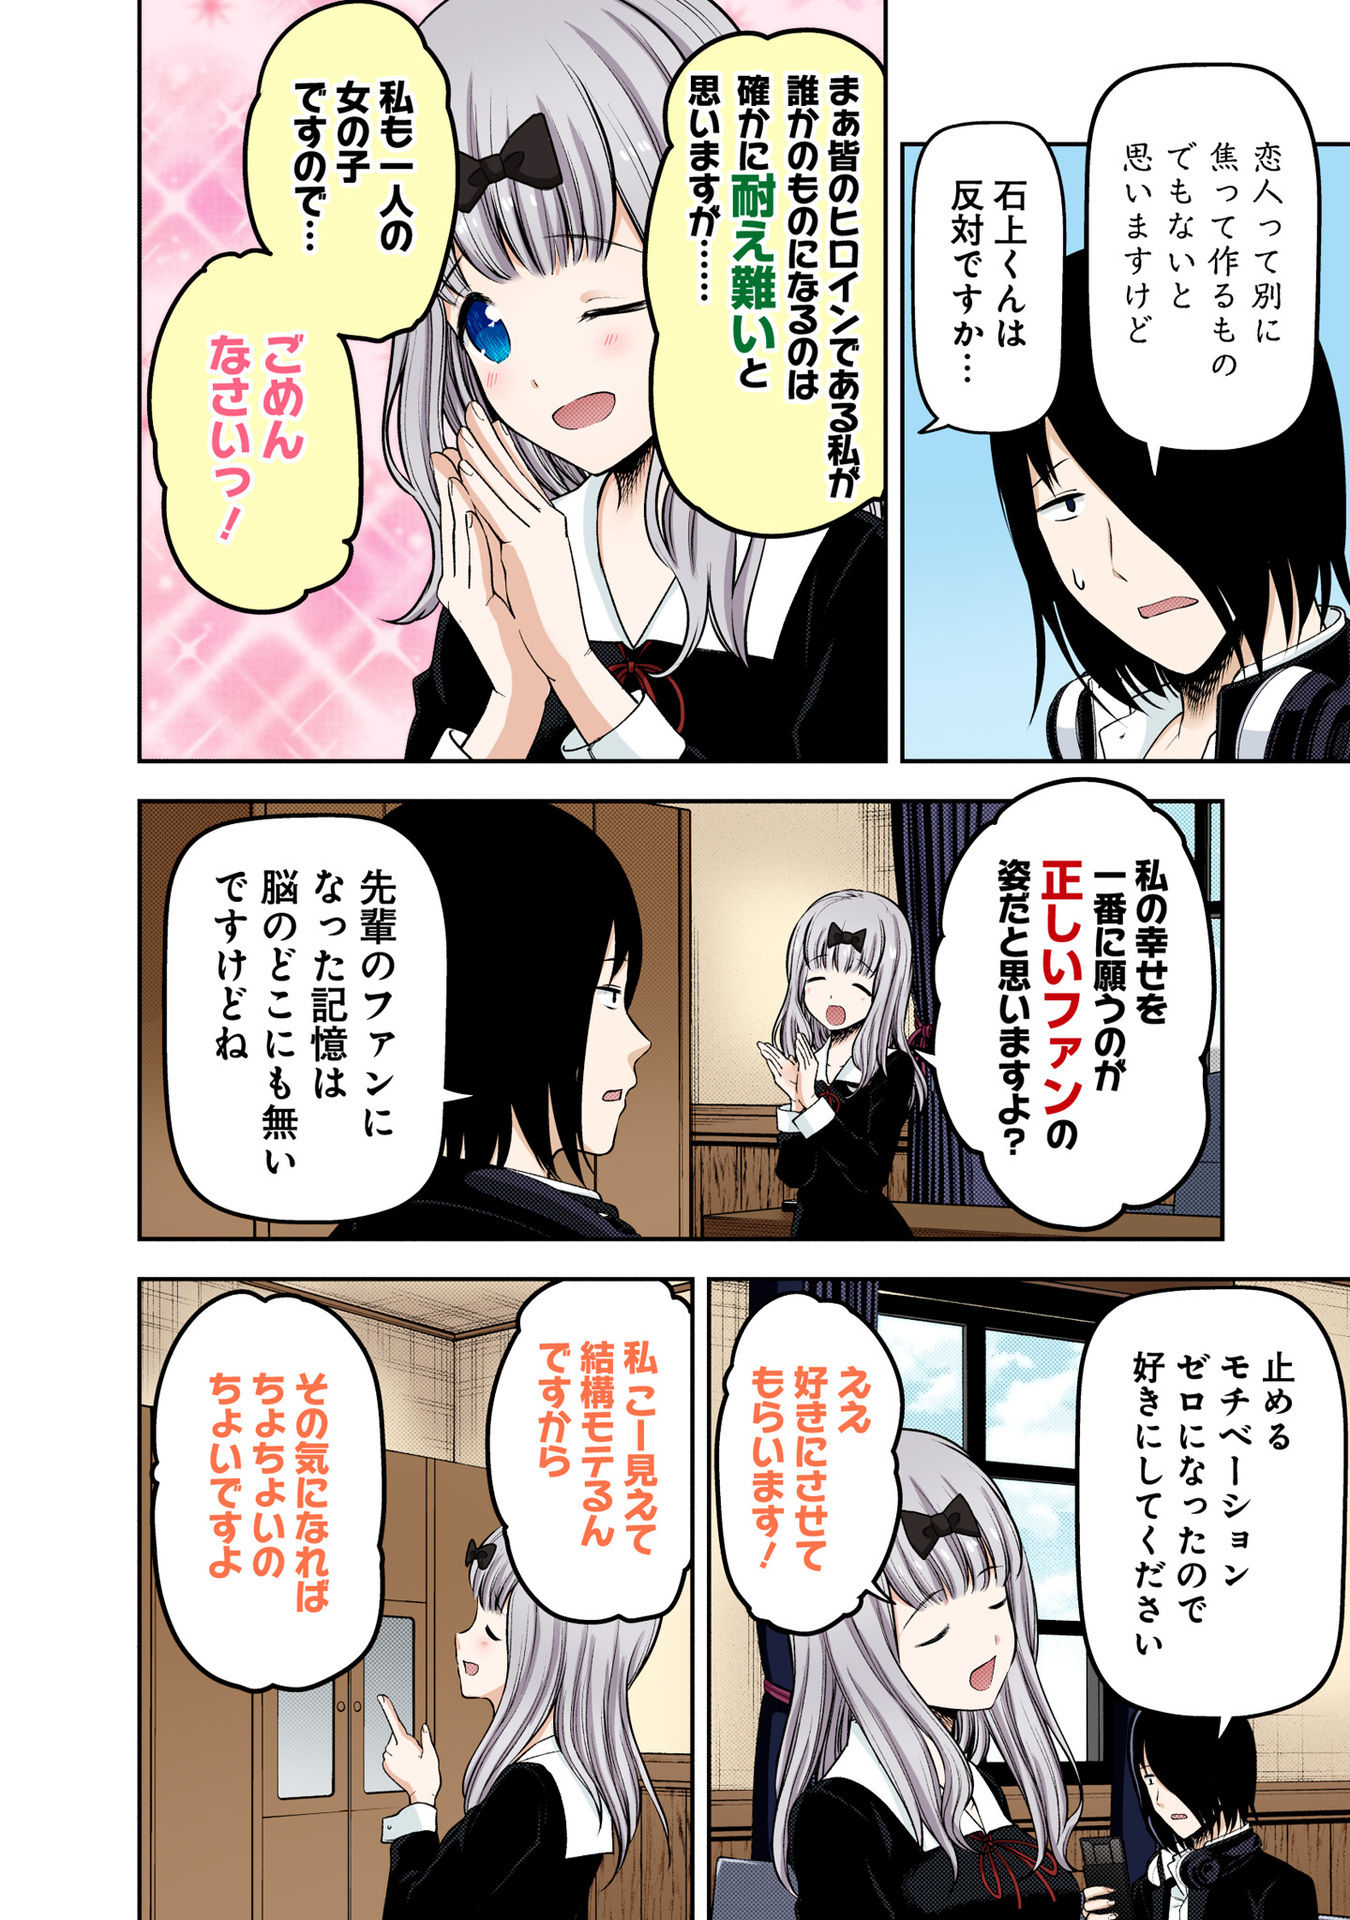 恋人って別に
焦って作るもの
でもないと
思いますけど
石上くんは
反対ですか…
まぁ皆のヒロインである私が
誰かのものになるのは
確かに耐え難いと
思いますが……
私も一人の
女の子
ですので…
ごめん
なさいっ!
私の幸せを
一番に願うのが
正しいファンの
姿だと思いますよ?
先輩のファンに
なった記憶は
脳のどこにも無い
ですけどね
止める
モチベーション
ゼロになったので
好きにしてください
ええ
好きにさせて
もらいます!
私こー見えて
結構モテるん
ですから
その気になれば
ちょちょいの
ちょいですよ